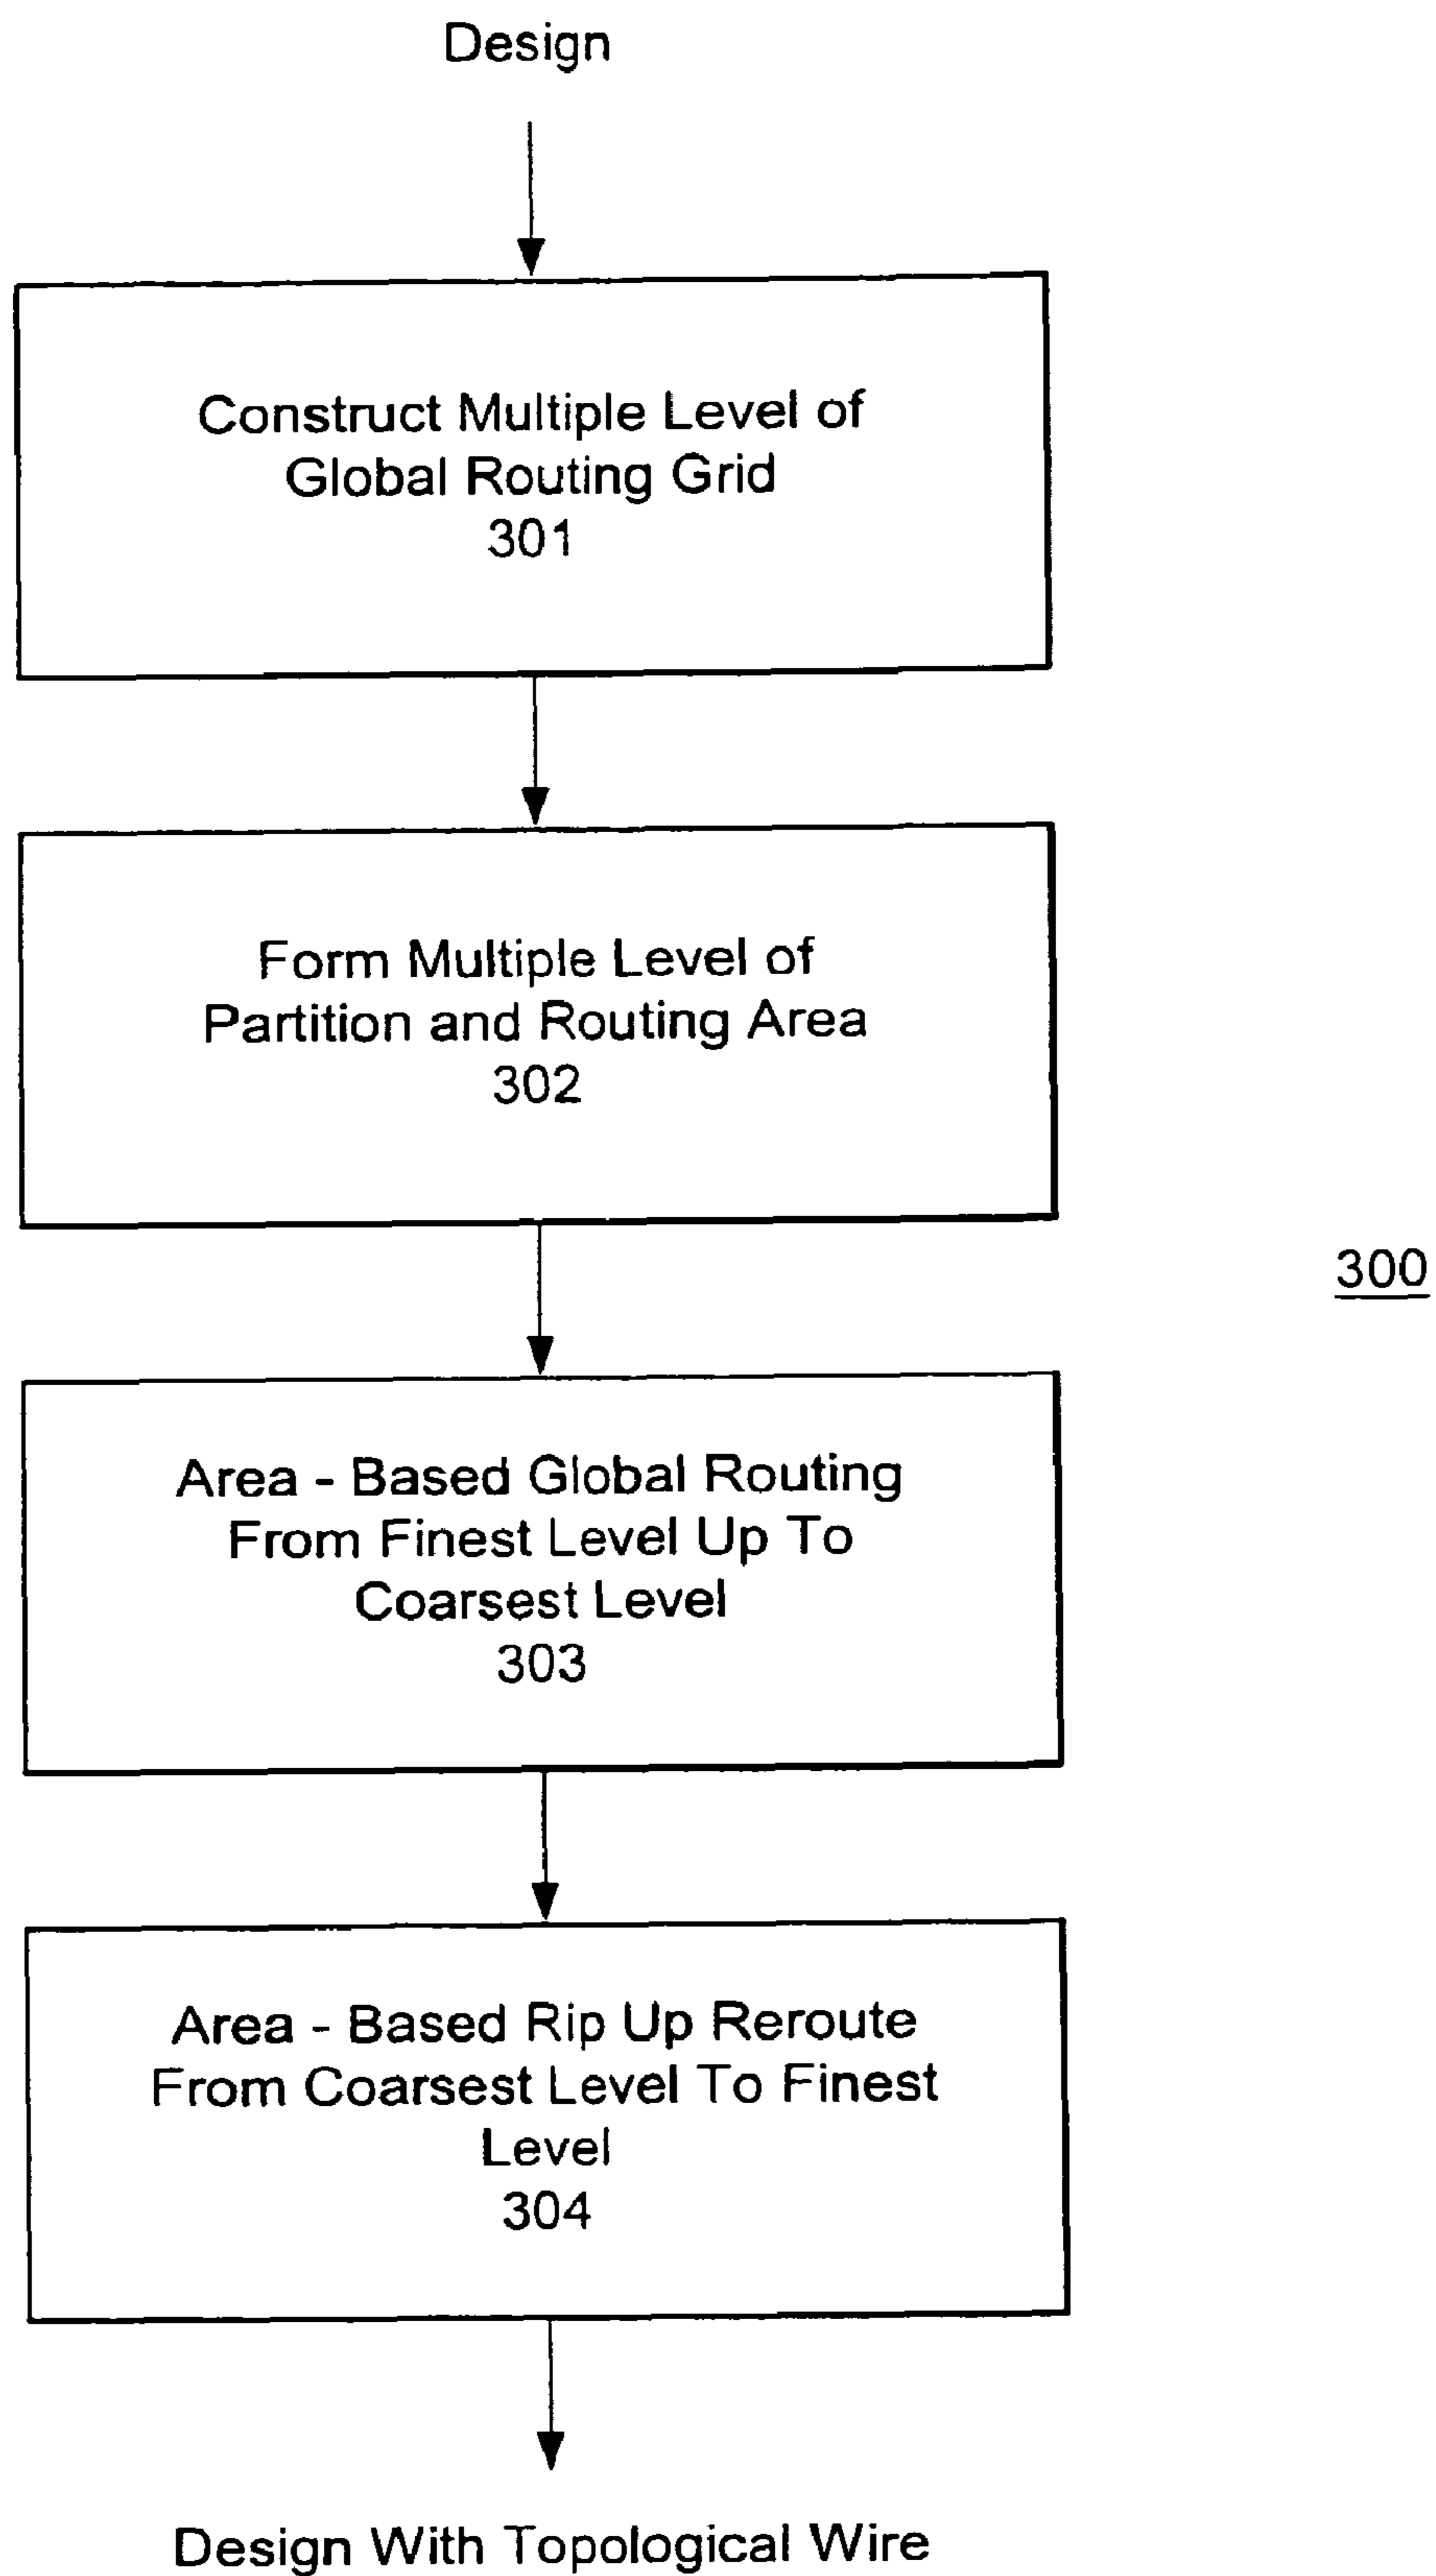 Design
Construct Multiple Level of
Global Routing Grid
301
Form Multiple Level of
Partition and Routing Area
302
300
Area - Based Global Routing
From Finest Level Up To
Coarsest Level
303
Area - Based Rip Up Reroute
From Coarsest Level To Finest
Level
304
Design With Topological Wire